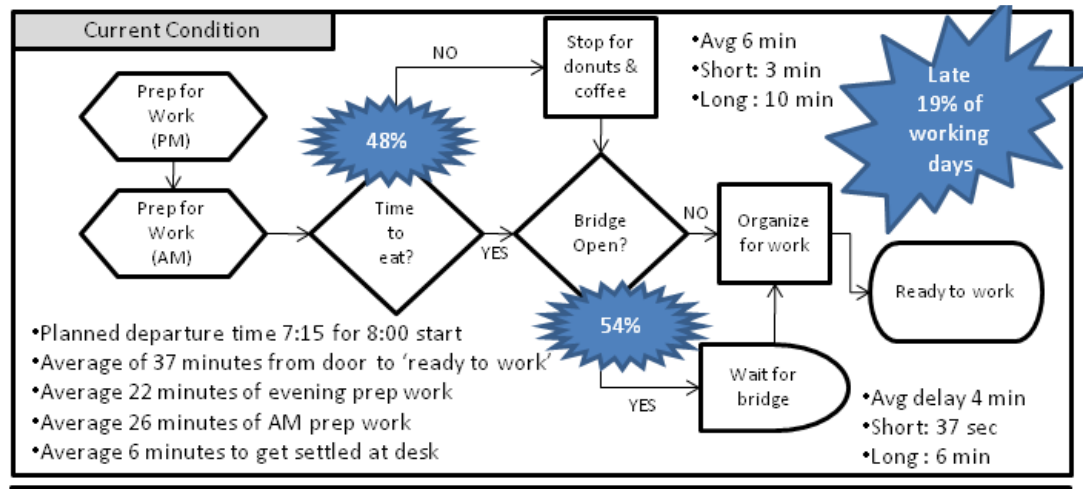 Current Condition
Prep for
Work
(PM)
Prep for
Work
(AM)
48%
Time
to
eat?
NO
YES
Stop for
donuts &
coffee
•Avg 6 min
•Short: 3 min
•Long : 10 min
Late
19% of
working
days
Bridge
Open?
NO
54%
YES
Organize
for work
Wait for
bridge
Ready to work
•Planned departure time 7:15 for 8:00 start
•Average of 37 minutes from door to ‘ready to work’
•Average 22 minutes of evening prep work
•Average 26 minutes of AM prep work
•Average 6 minutes to get settled at desk
•Avg delay 4 min
•Short: 37 sec
•Long : 6 min